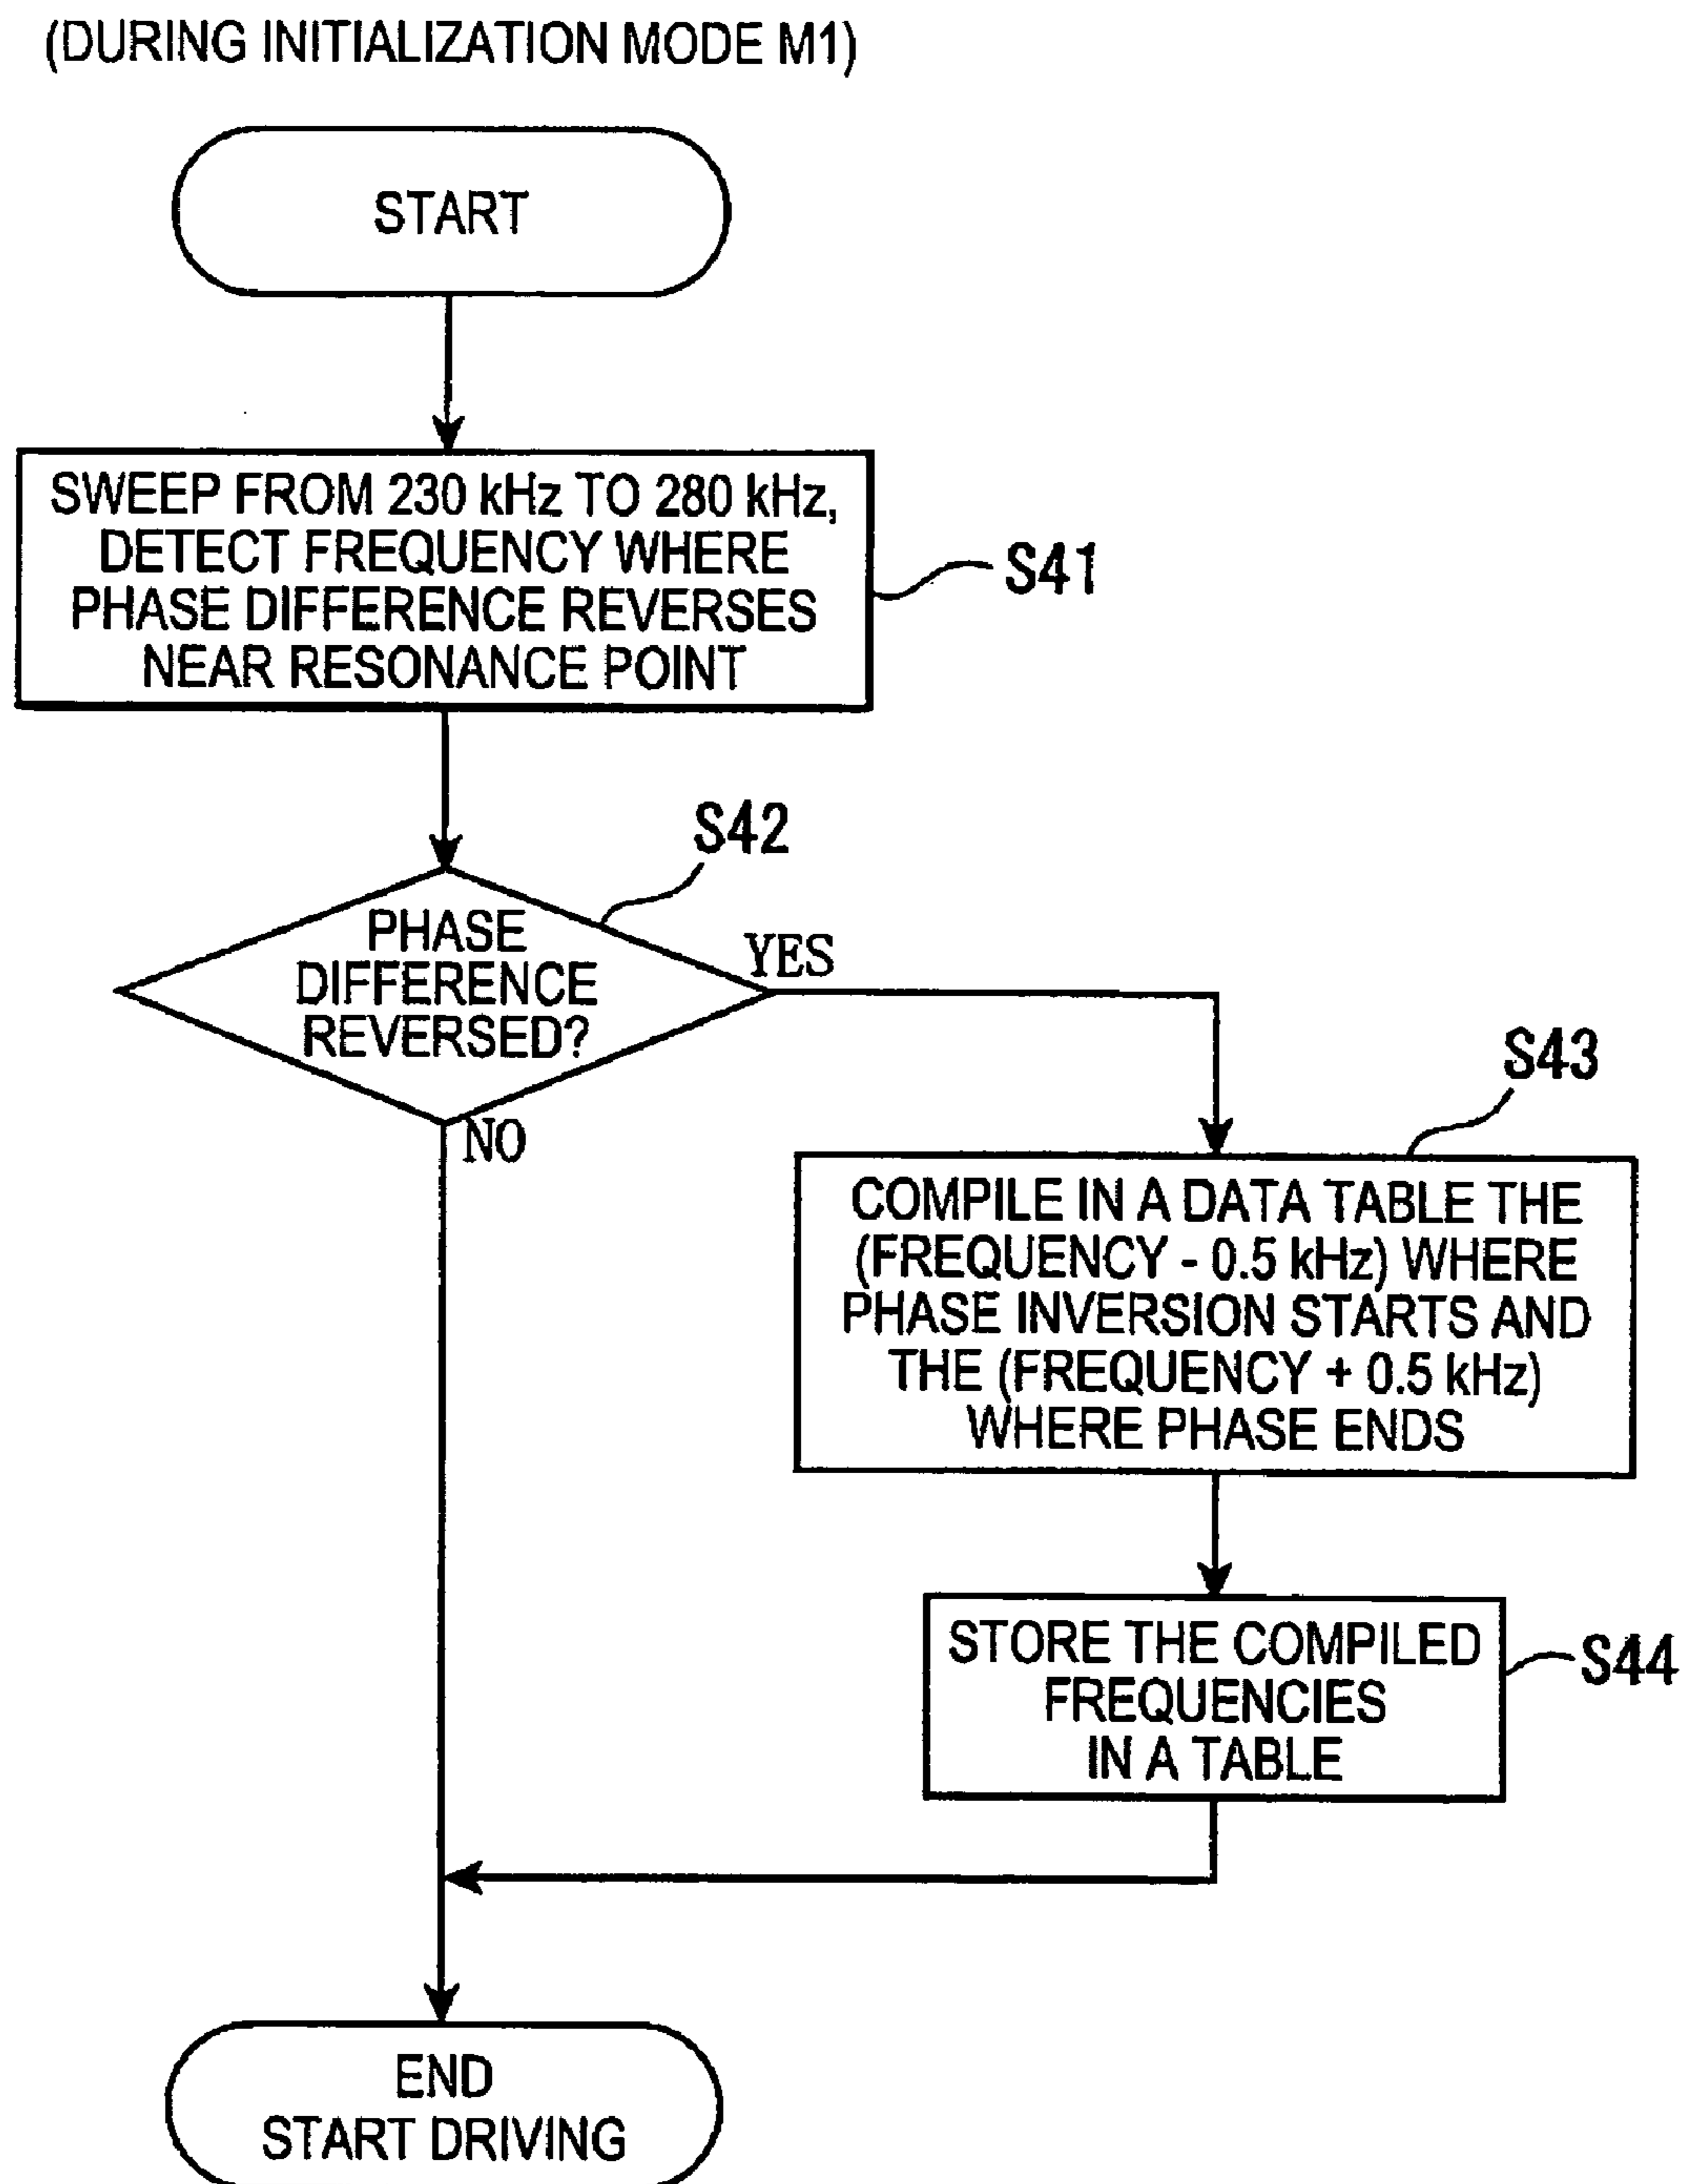 (DURING INITIALIZATION MODE M1)
START
SWEEP FROM 230 kHz TO 280 kHz,
DETECT FREQUENCY WHERE
PHASE DIFFERENCE REVERSES
NEAR RESONANCE POINT
S41
S42
PHASE
DIFFERENCE
REVERSED?
YES
NO
S43
COMPILE IN A DATA TABLE THE
(FREQUENCY - 0.5 kHz) WHERE
PHASE INVERSION STARTS AND
THE (FREQUENCY + 0.5 kHz)
WHERE PHASE ENDS
STORE THE COMPILED
FREQUENCIES
IN A TABLE
S44
END
START DRIVING